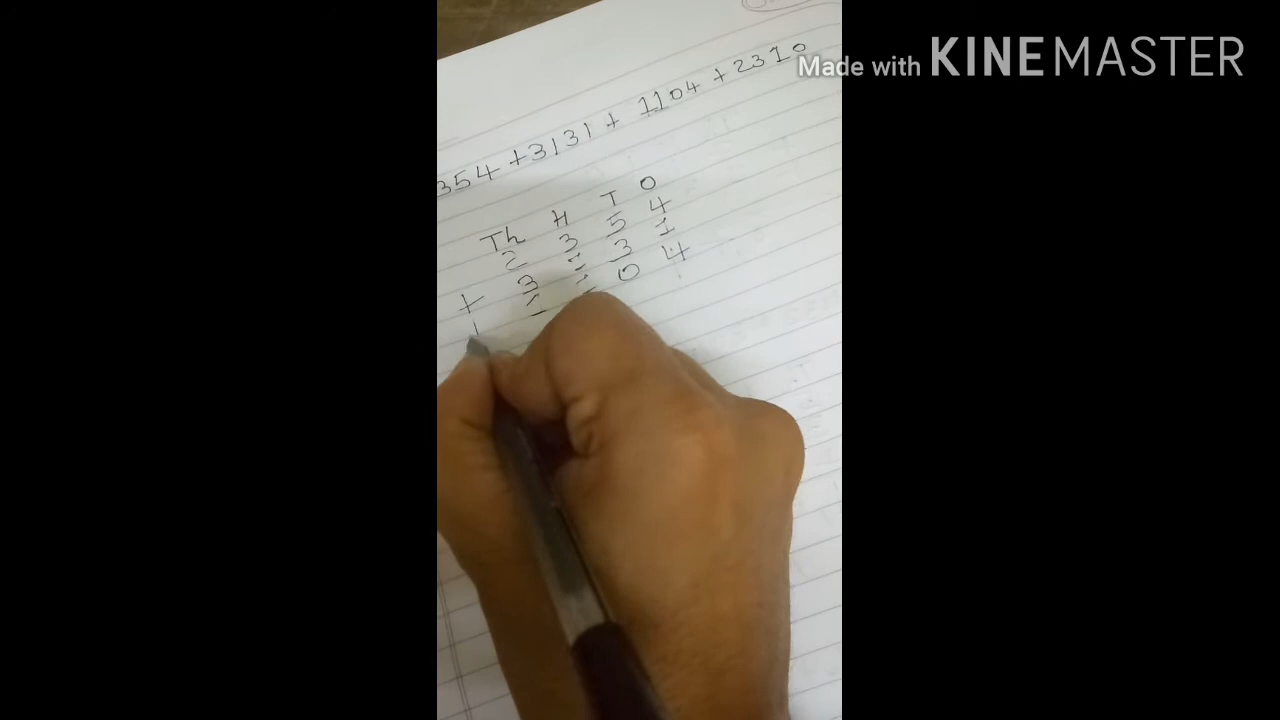 Made with KINEMASTER
354 + 3131 + 1104 + 2310
Th H T O
2 3 5 4
+ 3 1 3 1
1 1 0 4